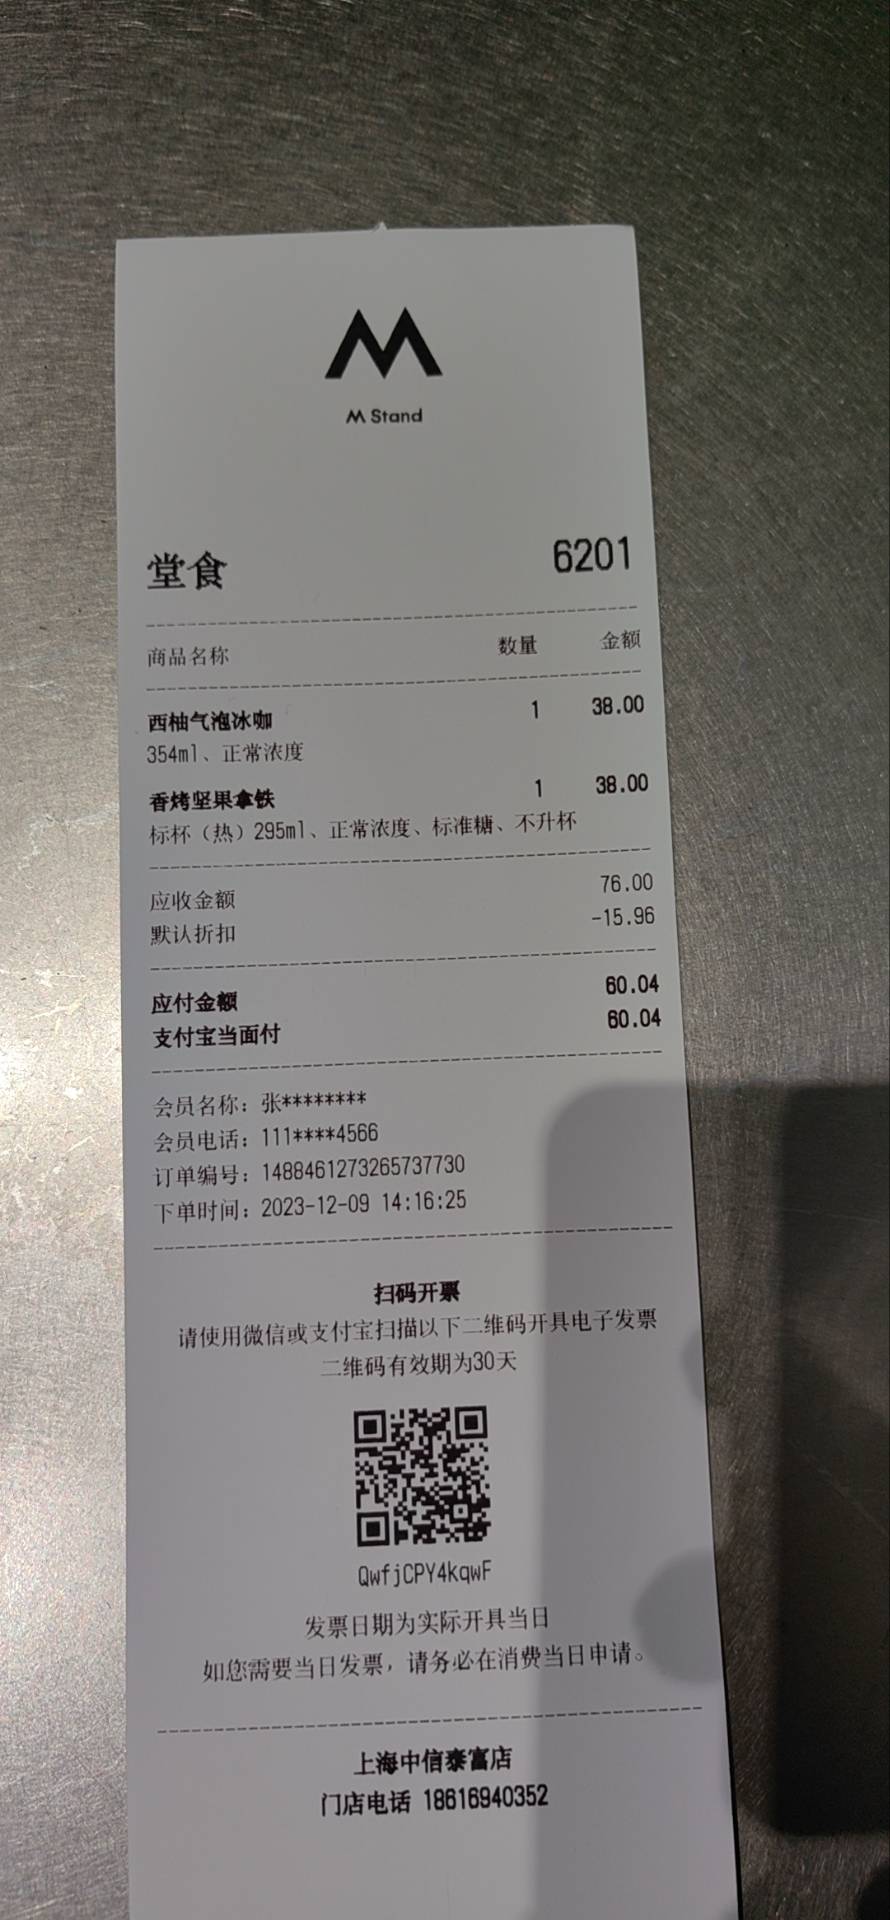 M Stand
堂食 6201
商品名称 数量 金额
西柚气泡冰咖 1 38.00
354ml、正常浓度
香烤坚果拿铁 1 38.00
标杯（热）295ml、正常浓度、标准糖、不升杯
应收金额 76.00
默认折扣 -15.96
应付金额 60.04
支付宝当面付 60.04
会员名称：张********
会员电话：111****4566
订单编号：1488461273265737730
下单时间：2023-12-09 14:16:25
扫码开票
请使用微信或支付宝扫描以下二维码开具电子发票
二维码有效期为30天
QwfjCPY4kqwF
发票日期为实际开具当日
如您需要当日发票，请务必在消费当日申请。
上海中信泰富店
门店电话 18616940352